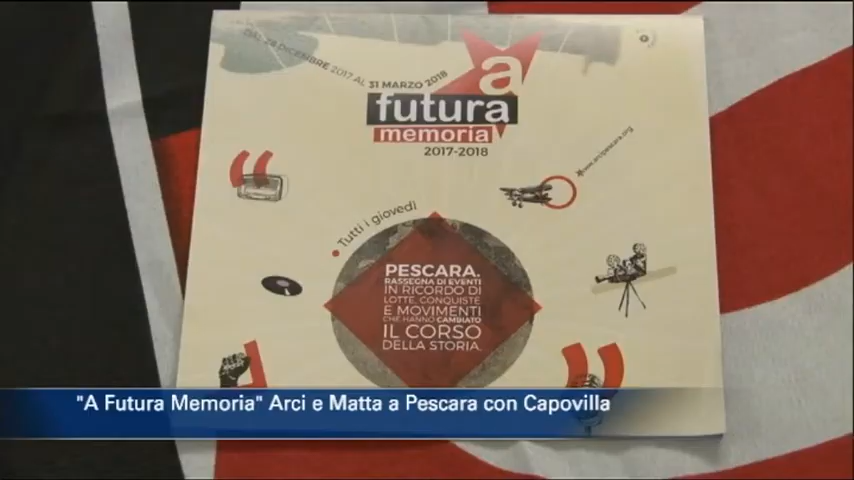 DAL 28 DICEMBRE 2017 AL 31 MARZO 2018
a
futura
memoria
2017-2018
www.arcipescara.org
Tutti i giovedì
PESCARA.
RASSEGNA DI EVENTI
IN RICORDO DI
LOTTE, CONQUISTE
E MOVIMENTI
CHE HANNO CAMBIATO
IL CORSO
DELLA STORIA.
"A Futura Memoria" Arci e Matta a Pescara con Capovilla